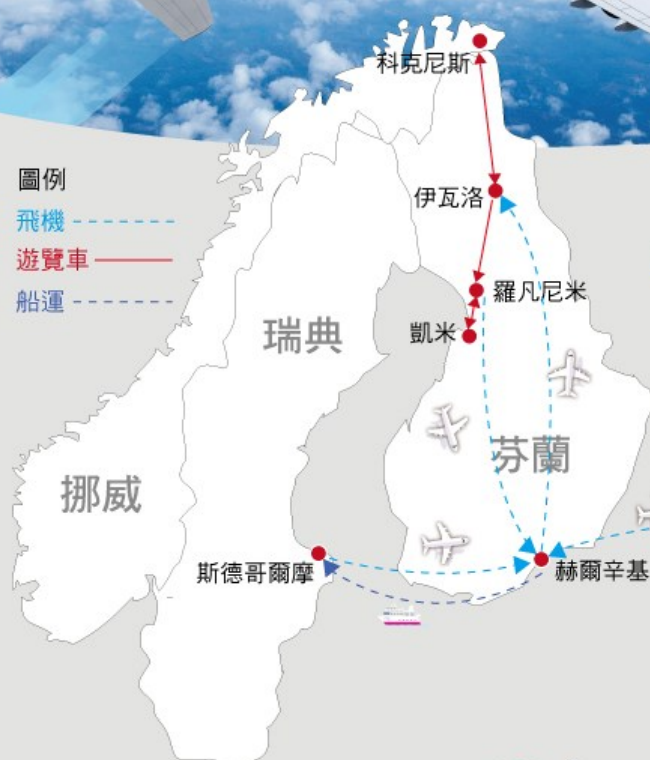 科克尼斯
圖例
伊瓦洛
飛機
遊覽車
羅凡尼米
船運
凱米
瑞典
芬蘭
挪威
斯德哥爾摩
赫爾辛基